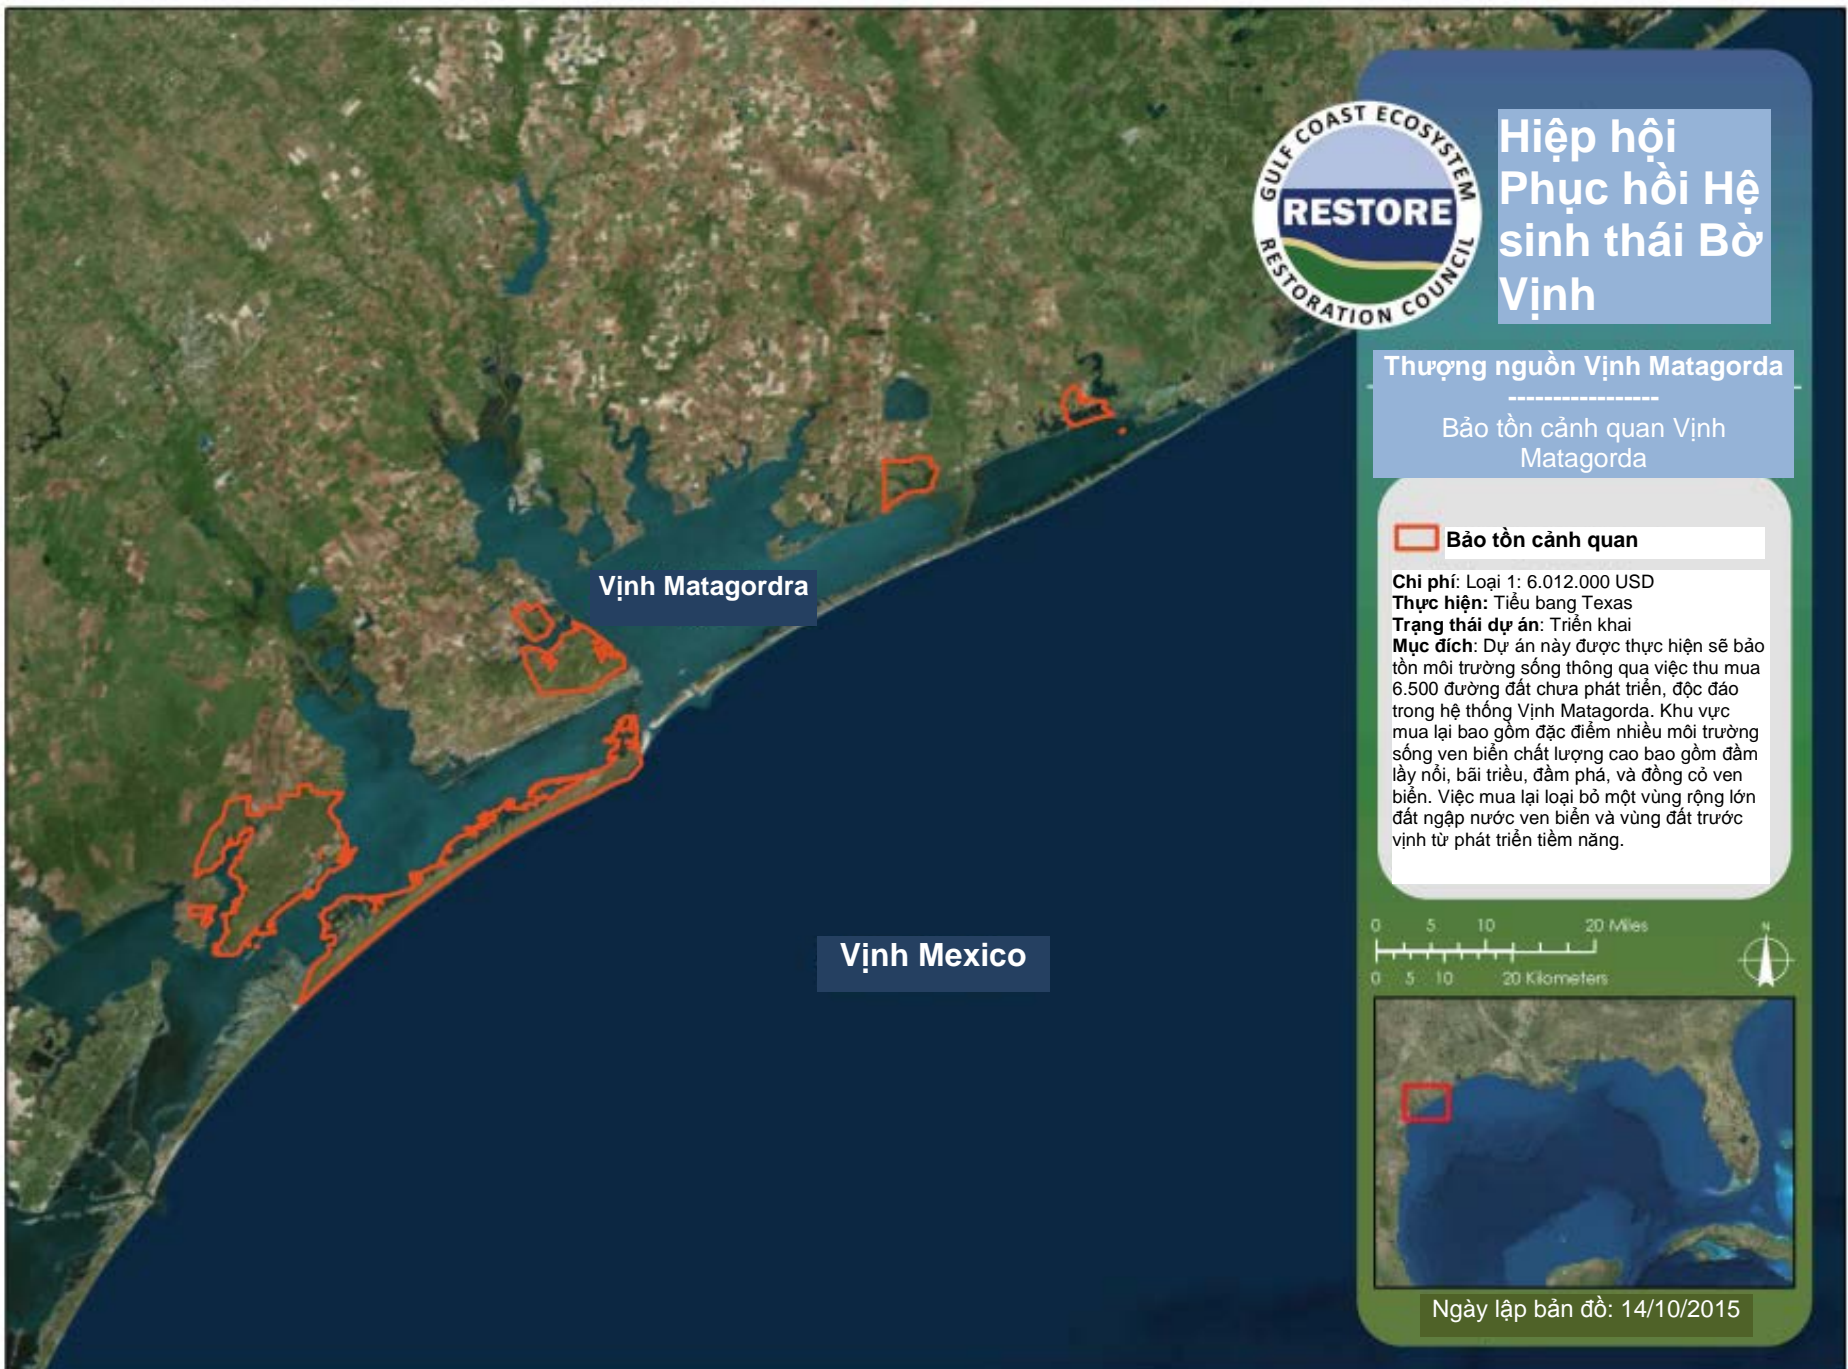 GULF COAST ECOSYSTEM
RESTORE
RESTORATION COUNCIL
Hiệp hội
Phục hồi Hệ
sinh thái Bờ
Vịnh
Thượng nguồn Vịnh Matagorda
-----------------
Bảo tồn cảnh quan Vịnh
Matagorda
Bảo tồn cảnh quan
Chi phí: Loại 1: 6.012.000 USD
Thực hiện: Tiểu bang Texas
Trạng thái dự án: Triển khai
Mục đích: Dự án này được thực hiện sẽ bảo
tồn môi trường sống thông qua việc thu mua
6.500 đường đất chưa phát triển, độc đáo
trong hệ thống Vịnh Matagorda. Khu vực
mua lại bao gồm đặc điểm nhiều môi trường
sống ven biển chất lượng cao bao gồm đầm
lầy nổi, bãi triều, đầm phá, và đồng cỏ ven
biển. Việc mua lại loại bỏ một vùng rộng lớn
đất ngập nước ven biển và vùng đất trước
vịnh từ phát triển tiềm năng.
Vịnh Matagordra
Vịnh Mexico
0 5 10 20 Miles
0 5 10 20 Kilometers
N
Ngày lập bản đồ: 14/10/2015